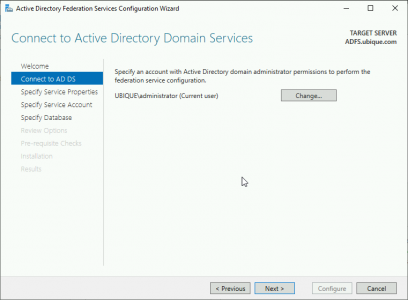 Active Directory Federation Services Configuration Wizard
Connect to Active Directory Domain Services
TARGET SERVER
ADFS.ubique.com
Welcome
Connect to AD DS
Specify Service Properties
Specify Service Account
Specify Database
Review Options
Pre-requisite Checks
Installation
Results
Specify an account with Active Directory domain administrator permissions to perform the
federation service configuration.
UBIQUE\administrator (Current user)
Change...
< Previous
Next >
Configure
Cancel